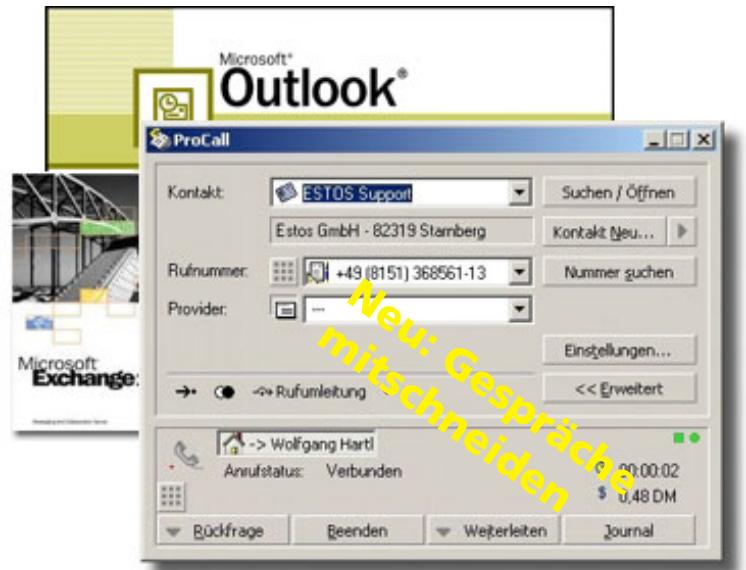 Microsoft®
Outlook®
ProCall
Kontakt: ESTOS Support Suchen / Öffnen
Estos GmbH - 82319 Starnberg Kontakt Neu...
Rufnummer: +49 (8151) 368561-13 Nummer suchen
Provider: ---
Einstellungen...
Rufumleitung << Erweitert
Neu: Gespräche
mitschneiden
Microsoft
Exchange
-> Wolfgang Hartl
Anrufstatus: Verbunden 00:00:02
$ 0,48 DM
Rückfrage Beenden Weiterleiten Journal